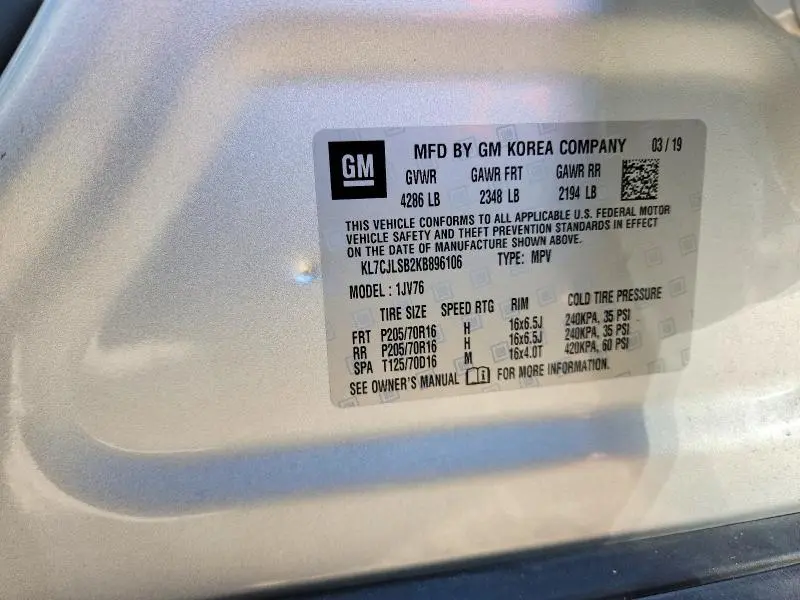 GM
MFD BY GM KOREA COMPANY 03 / 19
GVWR GAWR FRT GAWR RR
4286 LB 2348 LB 2194 LB
THIS VEHICLE CONFORMS TO ALL APPLICABLE U.S. FEDERAL MOTOR
VEHICLE SAFETY AND THEFT PREVENTION STANDARDS IN EFFECT
ON THE DATE OF MANUFACTURE SHOWN ABOVE.
KL7CJLSB2KB896106 TYPE: MPV
MODEL : 1JV76
TIRE SIZE SPEED RTG RIM COLD TIRE PRESSURE
FRT P205/70R16 H 16x6.5J 240KPA, 35 PSI
RR P205/70R16 H 16x6.5J 240KPA, 35 PSI
SPA T125/70D16 M 16x4.0T 420KPA, 60 PSI
SEE OWNER'S MANUAL FOR MORE INFORMATION.